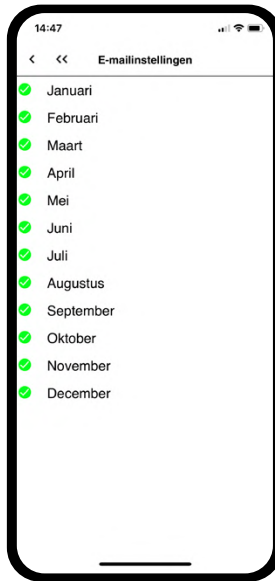 14:47
E-mailinstellingen
Januari
Februari
Maart
April
Mei
Juni
Juli
Augustus
September
Oktober
November
December